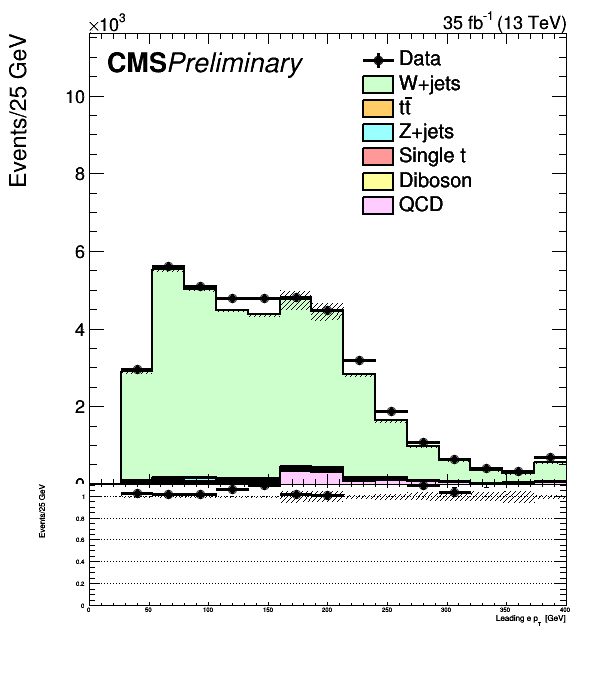 ×10³
35 fb⁻¹ (13 TeV)
CMS Preliminary
Data
W+jets
tt̄
Z+jets
Single t
Diboson
QCD
Events/25 GeV
10
8
6
4
2
0
Events/25 GeV
1
0.8
0.6
0.4
0.2
0
0 50 100 150 200 250 300 350 400
Leading e p_T [GeV]